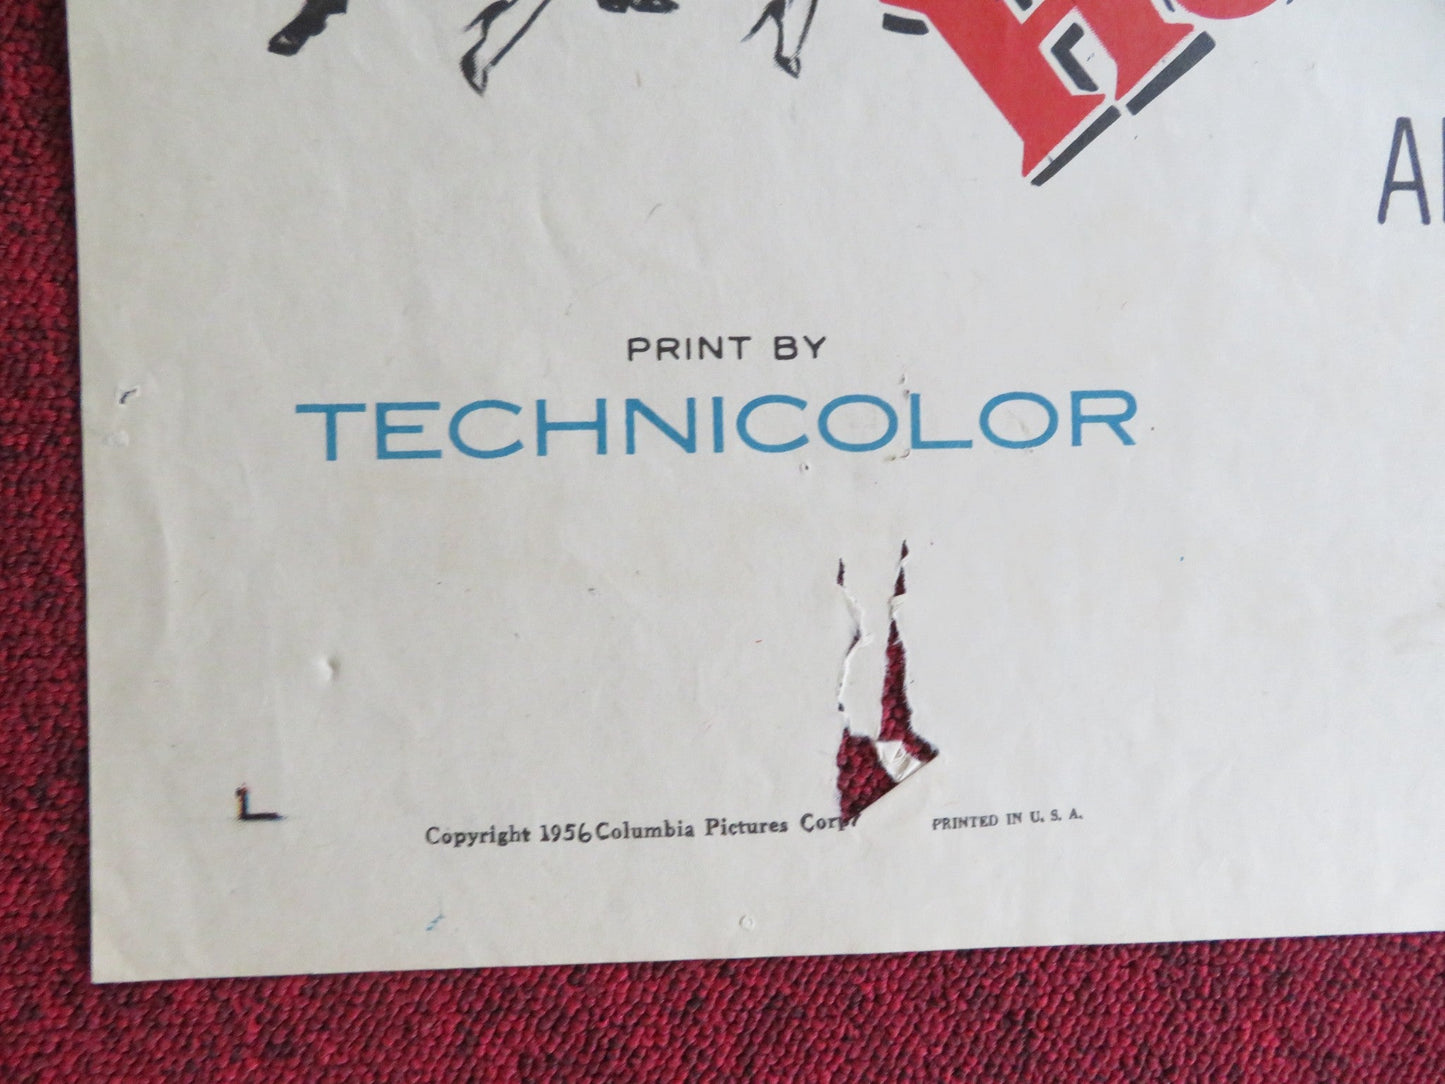 PRINT BY
TECHNICOLOR
Copyright 1956 Columbia Pictures Corp. PRINTED IN U. S. A.